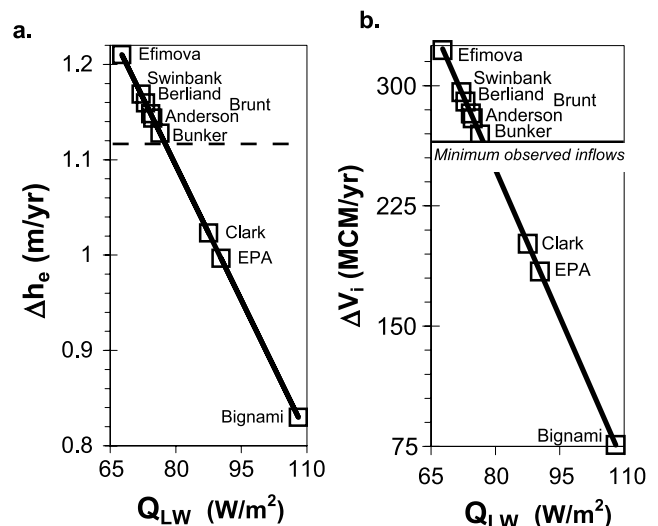 a.
1.2
1.1
1
0.9
0.8
Δhe (m/yr)
Efimova
Swinbank
Berliand
Brunt
Anderson
Bunker
Clark
EPA
Bignami
65 80 95 110
QLW (W/m²)
b.
300
225
150
75
ΔVi (MCM/yr)
Efimova
Swinbank
Berliand
Brunt
Anderson
Bunker
Minimum observed inflows
Clark
EPA
Bignami
65 80 95 110
QLW (W/m²)